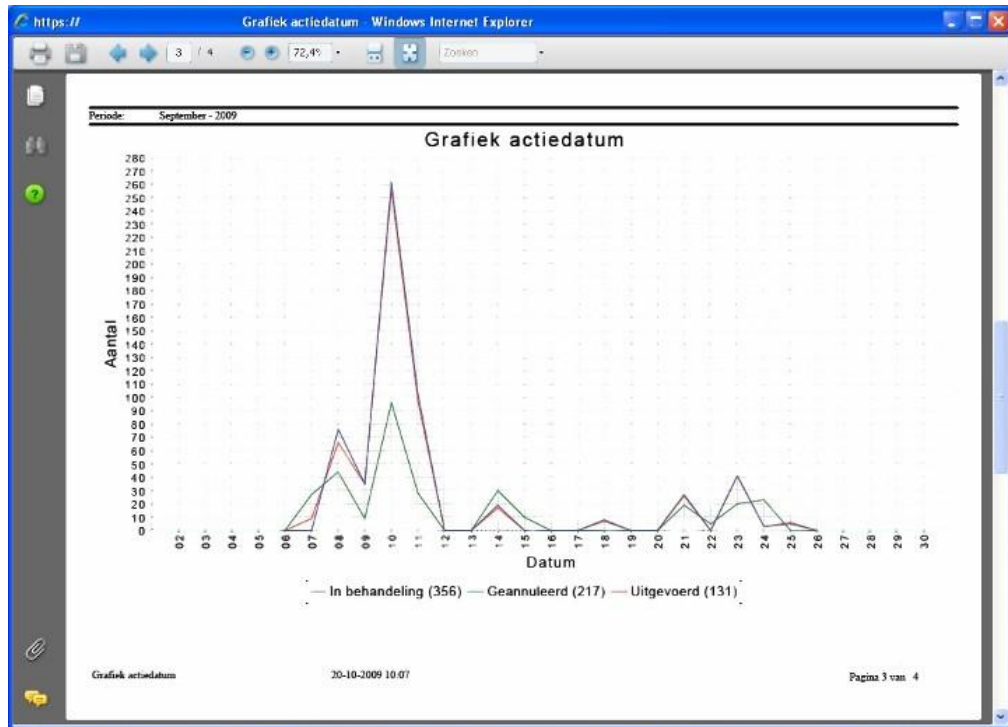 https://
Grafiek actiedatum - Windows Internet Explorer
3 / 4
72,4%
Zoeken
Periode: September - 2009
Grafiek actiedatum
280
270
260
250
240
230
220
210
200
190
180
170
160
150
140
130
120
110
100
90
80
70
60
50
40
30
20
10
0
Aantal
02 03 04 05 06 07 08 09 10 11 12 13 14 15 16 17 18 19 20 21 22 23 24 25 26 27 28 29 30
Datum
In behandeling (356) Geannuleerd (217) Uitgevoerd (131)
Grafiek actiedatum 20-10-2009 10:07 Pagina 3 van 4